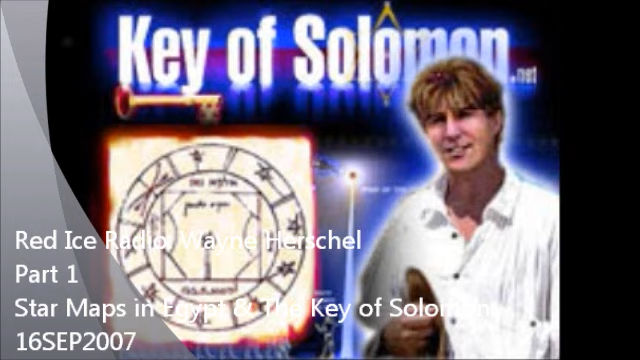 Key of Solomon.net
Red Ice Radio: Wayne Herschel
Part 1
Star Maps in Egypt & The Key of Solomon
16SEP2007